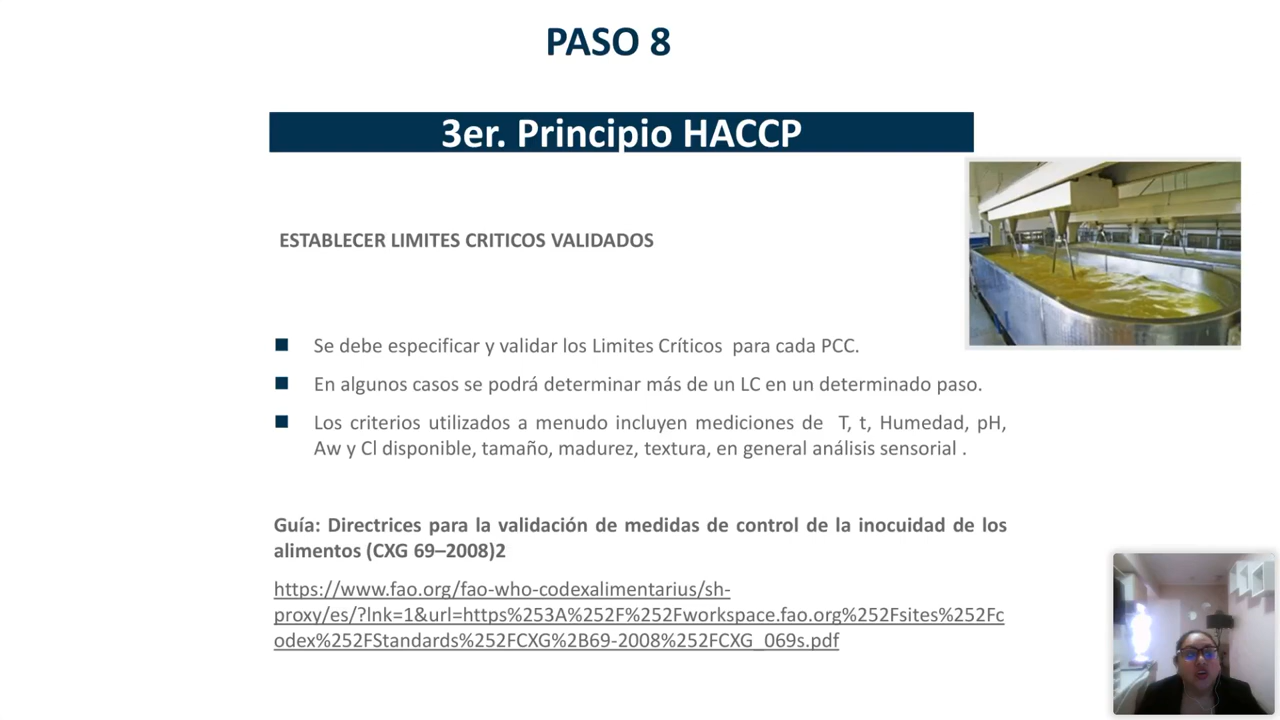 PASO 8
3er. Principio HACCP
ESTABLECER LIMITES CRITICOS VALIDADOS
Se debe especificar y validar los Limites Críticos para cada PCC.
En algunos casos se podrá determinar más de un LC en un determinado paso.
Los criterios utilizados a menudo incluyen mediciones de T, t, Humedad, pH,
Aw y Cl disponible, tamaño, madurez, textura, en general análisis sensorial .
Guía: Directrices para la validación de medidas de control de la inocuidad de los
alimentos (CXG 69–2008)2
https://www.fao.org/fao-who-codexalimentarius/sh-
proxy/es/?lnk=1&url=https%253A%252F%252Fworkspace.fao.org%252Fsites%252Fc
odex%252FStandards%252FCXG%2B69-2008%252FCXG_069s.pdf